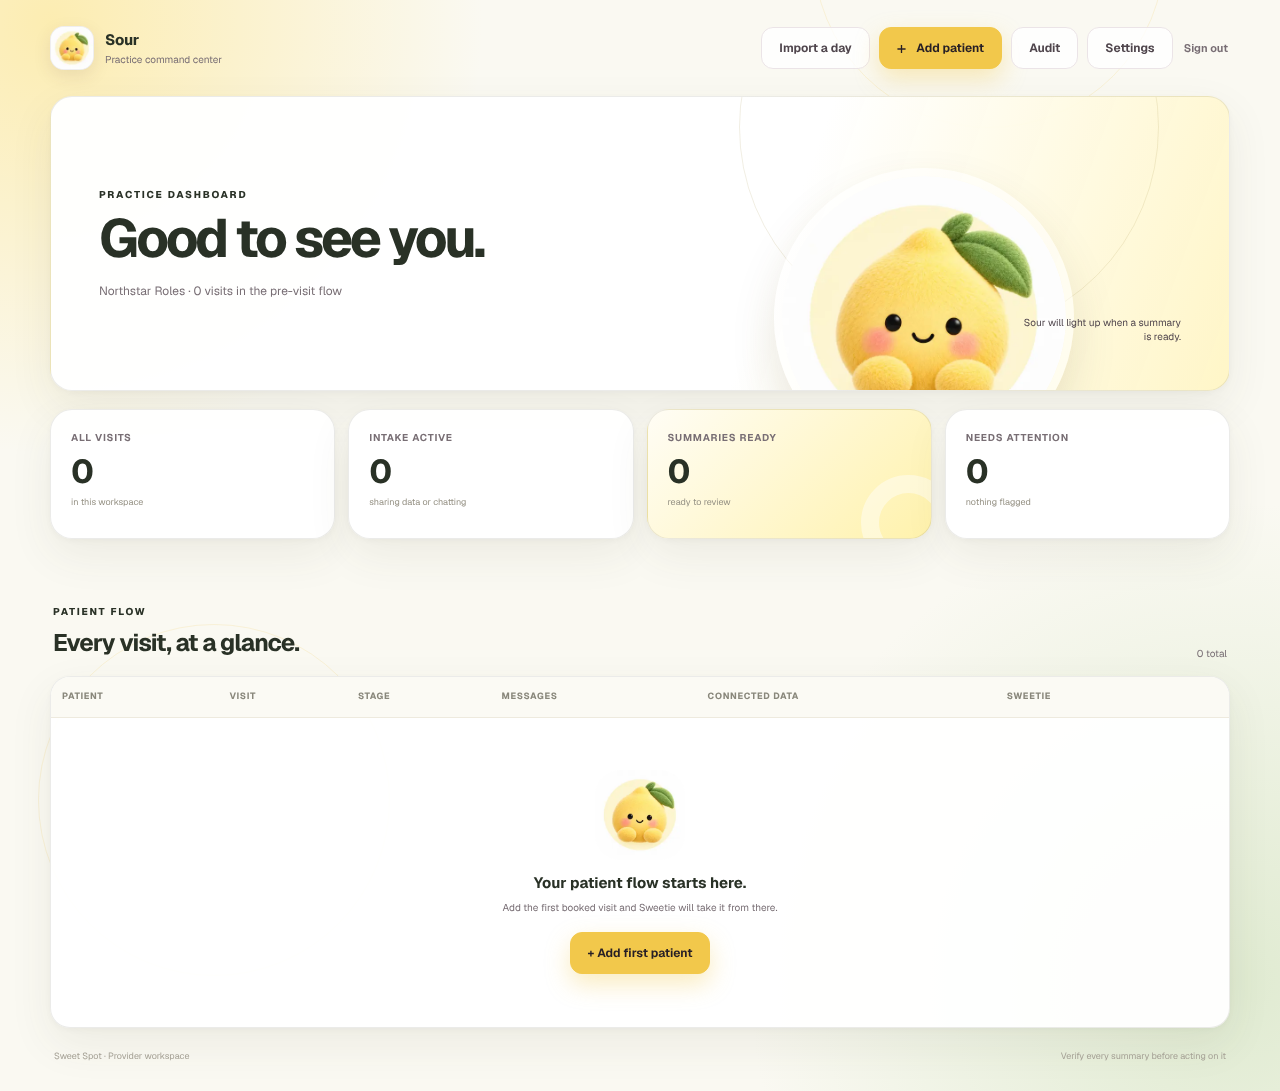 Sour
Practice command center
Import a day
+ Add patient
Audit
Settings
Sign out
PRACTICE DASHBOARD
Good to see you.
Northstar Roles · 0 visits in the pre-visit flow
Sour will light up when a summary
is ready.
ALL VISITS
0
in this workspace
INTAKE ACTIVE
0
sharing data or chatting
SUMMARIES READY
0
ready to review
NEEDS ATTENTION
0
nothing flagged
PATIENT FLOW
Every visit, at a glance.
0 total
PATIENT
VISIT
STAGE
MESSAGES
CONNECTED DATA
SWEETIE
Your patient flow starts here.
Add the first booked visit and Sweetie will take it from there.
+ Add first patient
Sweet Spot · Provider workspace
Verify every summary before acting on it